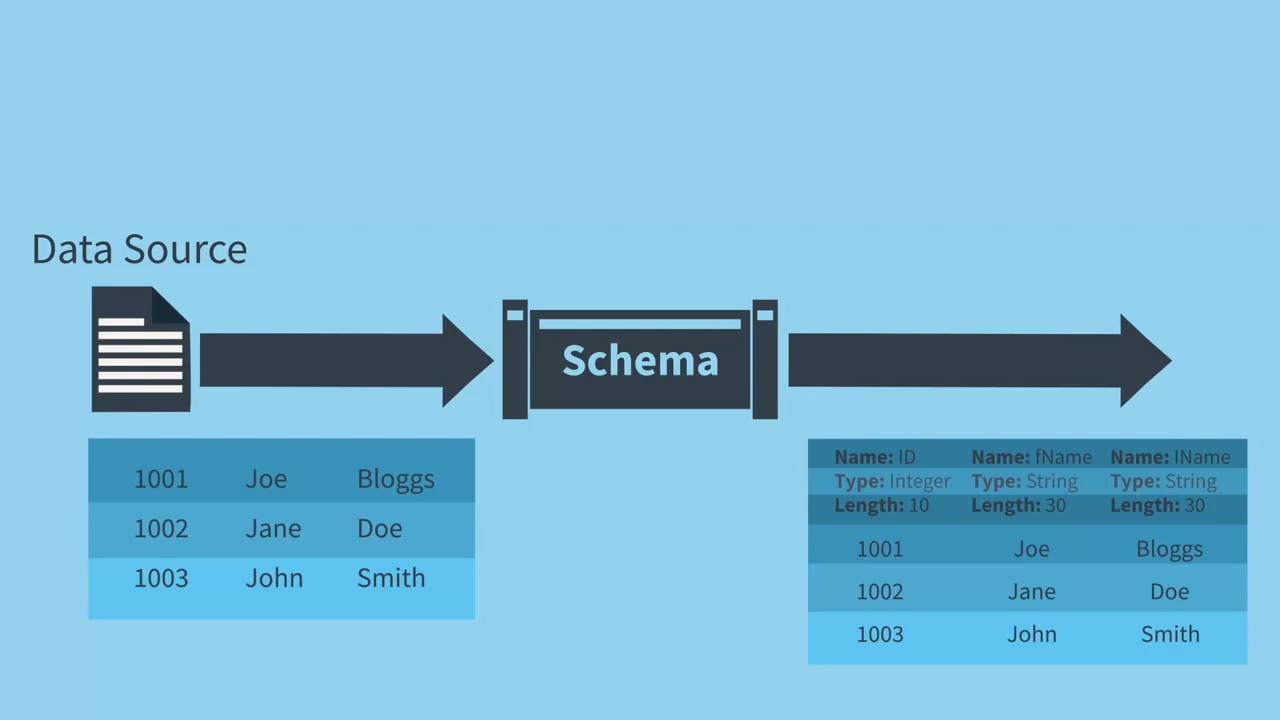 Data Source
Schema
1001 Joe Bloggs
1002 Jane Doe
1003 John Smith
Name: ID Name: fName Name: lName
Type: Integer Type: String Type: String
Length: 10 Length: 30 Length: 30
1001 Joe Bloggs
1002 Jane Doe
1003 John Smith